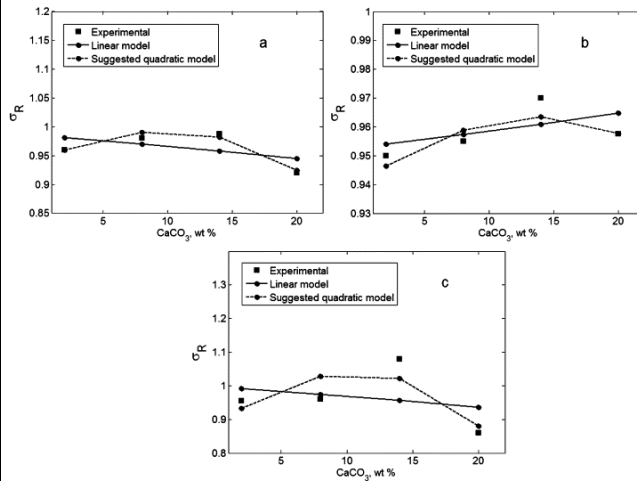 1.2
1.15
1.1
1.05
1
0.95
0.9
0.85
σR
Experimental
Linear model
Suggested quadratic model
a
5
10
15
20
CaCO3, wt %
1
0.99
0.98
0.97
0.96
0.95
0.94
0.93
σR
Experimental
Linear model
Suggested quadratic model
b
5
10
15
20
CaCO3, wt %
1.3
1.2
1.1
1
0.9
0.8
σR
Experimental
Linear model
Suggested quadratic model
c
5
10
15
20
CaCO3, wt %